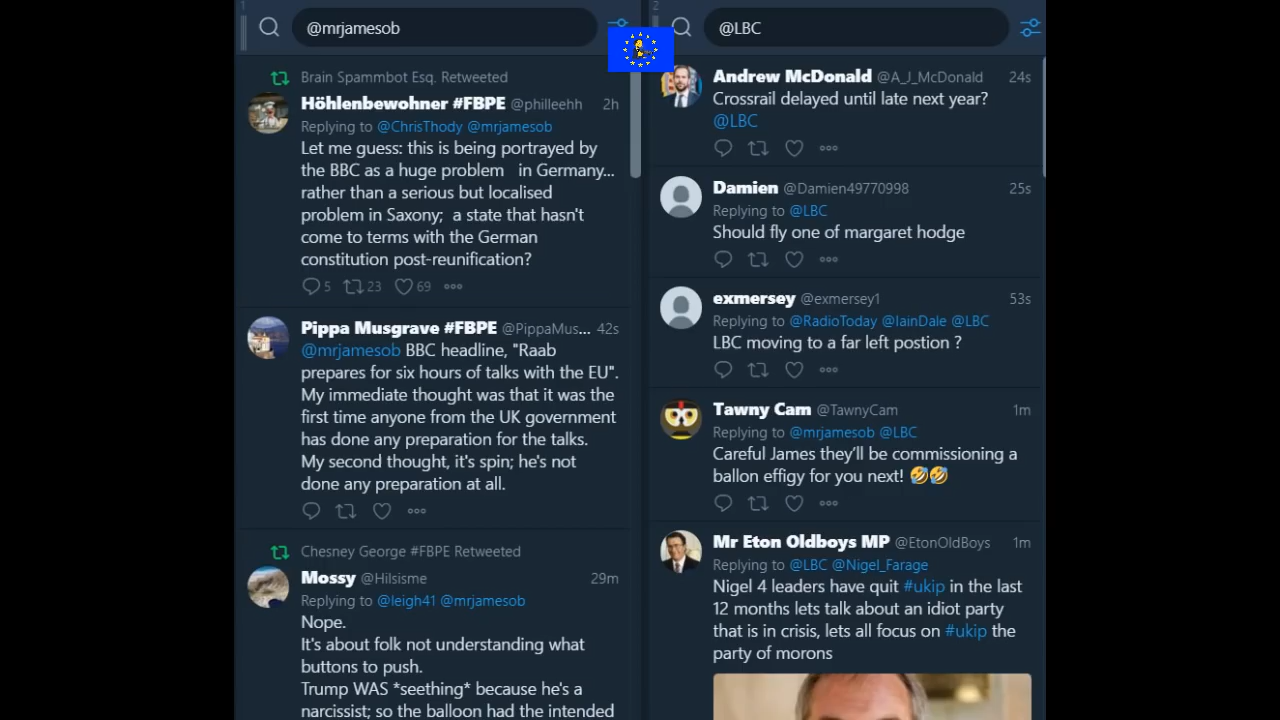 1
@mrjamesob
Brain Spammbot Esq. Retweeted
Höhlenbewohner #FBPE @philleehh 2h
Replying to @ChrisThody @mrjamesob
Let me guess: this is being portrayed by
the BBC as a huge problem in Germany...
rather than a serious but localised
problem in Saxony; a state that hasn't
come to terms with the German
constitution post-reunification?
5 23 69
Pippa Musgrave #FBPE @PippaMus... 42s
@mrjamesob BBC headline, "Raab
prepares for six hours of talks with the EU".
My immediate thought was that it was the
first time anyone from the UK government
has done any preparation for the talks.
My second thought, it's spin; he's not
done any preparation at all.
Chesney George #FBPE Retweeted
Mossy @Hilsisme 29m
Replying to @leigh41 @mrjamesob
Nope.
It's about folk not understanding what
buttons to push.
Trump WAS *seething* because he's a
narcissist; so the balloon had the intended
2
@LBC
Andrew McDonald @A_J_McDonald 24s
Crossrail delayed until late next year?
@LBC
Damien @Damien49770998 25s
Replying to @LBC
Should fly one of margaret hodge
exmersey @exmersey1 53s
Replying to @RadioToday @IainDale @LBC
LBC moving to a far left postion ?
Tawny Cam @TawnyCam 1m
Replying to @mrjamesob @LBC
Careful James they'll be commissioning a
ballon effigy for you next! 🤣🤣
Mr Eton Oldboys MP @EtonOldBoys 1m
Replying to @LBC @Nigel_Farage
Nigel 4 leaders have quit #ukip in the last
12 months lets talk about an idiot party
that is in crisis, lets all focus on #ukip the
party of morons